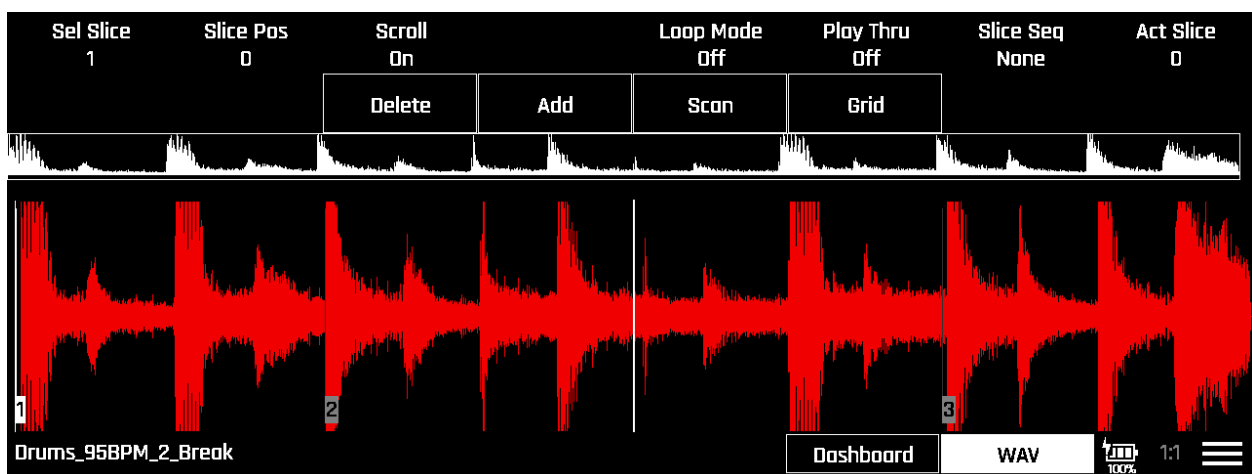 Sel Slice Slice Pos Scroll Loop Mode Play Thru Slice Seq Act Slice
1 0 On Off Off None 0
Delete Add Scan Grid
1 2 3
Drums_95BPM_2_Break Dashboard WAV 1:1
100%